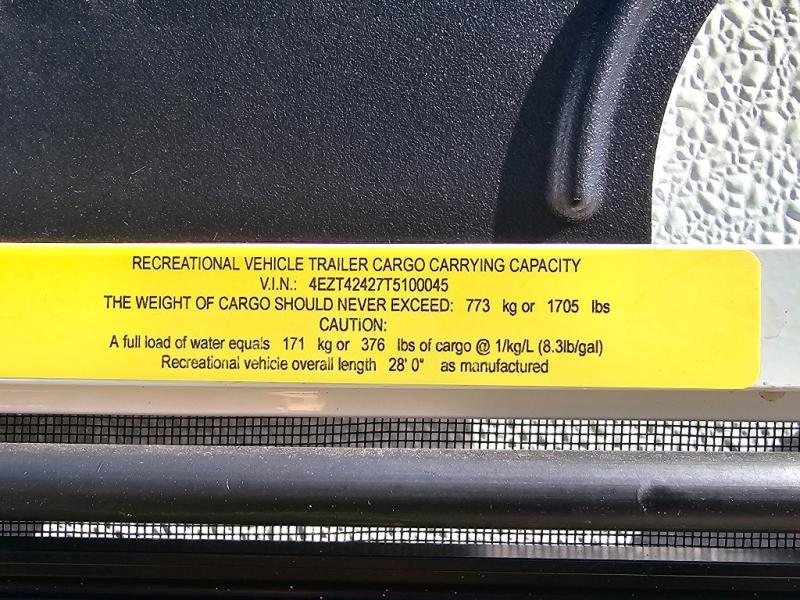 RECREATIONAL VEHICLE TRAILER CARGO CARRYING CAPACITY
V.I.N.: 4EZT42427T5100045
THE WEIGHT OF CARGO SHOULD NEVER EXCEED: 773 kg or 1705 lbs
CAUTION:
A full load of water equals 171 kg or 376 lbs of cargo @ 1/kg/L (8.3lb/gal)
Recreational vehicle overall length 28' 0" as manufactured